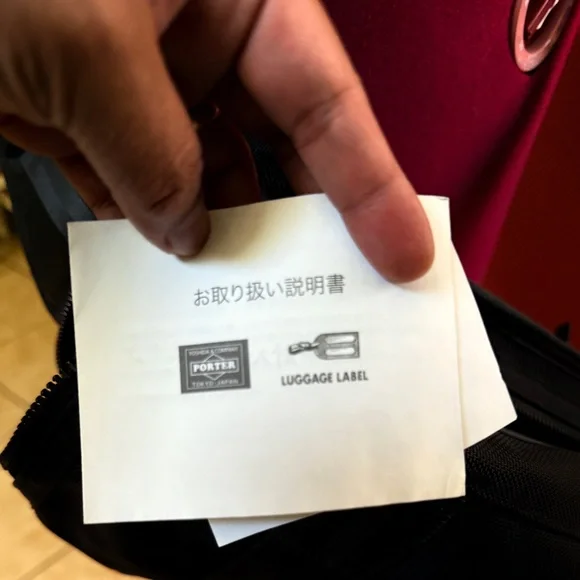 お取り扱い説明書
YOSHIDA & COMPANY
PORTER
TOKYO-JAPAN
LUGGAGE LABEL